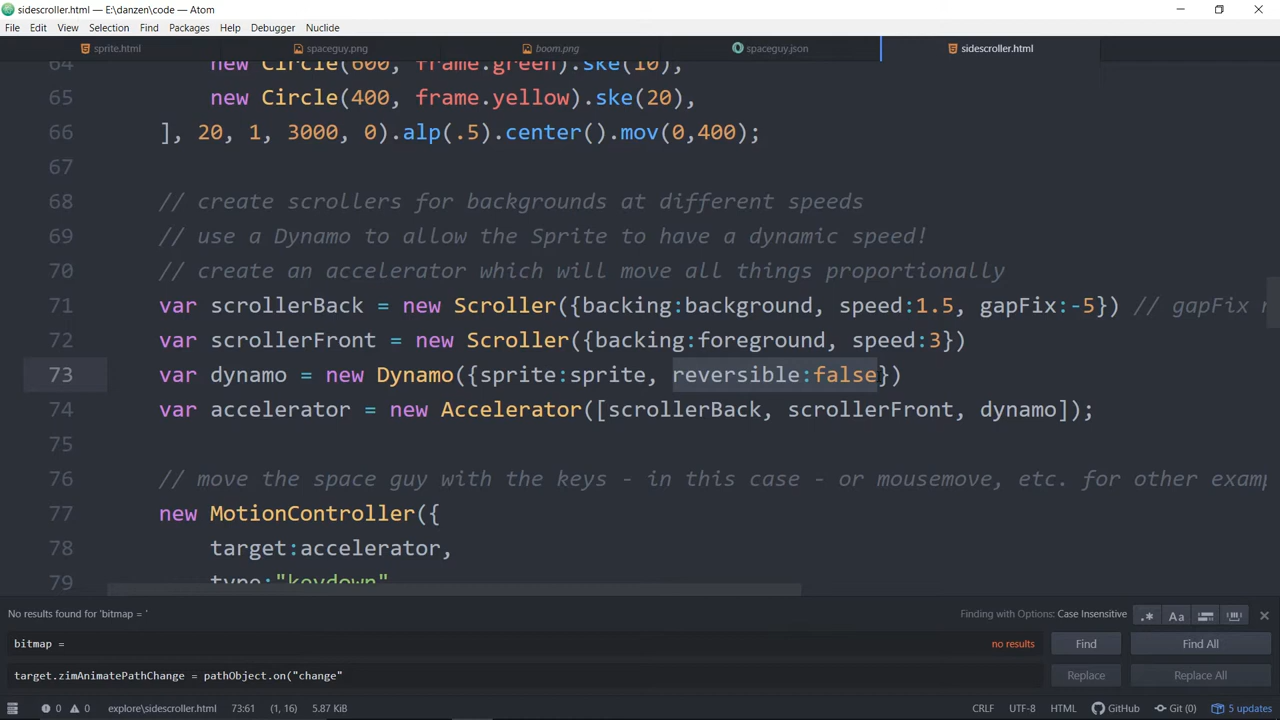 sidescroller.html — E:\danzen\code — Atom
File Edit View Selection Find Packages Help Debugger Nuclide
sprite.html spaceguy.png boom.png spaceguy.json sidescroller.html
64 new Circle(600, frame.green).ske(10),
65 new Circle(400, frame.yellow).ske(20),
66 ], 20, 1, 3000, 0).alp(.5).center().mov(0,400);
67
68 // create scrollers for backgrounds at different speeds
69 // use a Dynamo to allow the Sprite to have a dynamic speed!
70 // create an accelerator which will move all things proportionally
71 var scrollerBack = new Scroller({backing:background, speed:1.5, gapFix:-5}) // gapFix
72 var scrollerFront = new Scroller({backing:foreground, speed:3})
73 var dynamo = new Dynamo({sprite:sprite, reversible:false})
74 var accelerator = new Accelerator([scrollerBack, scrollerFront, dynamo]);
75
76 // move the space guy with the keys - in this case - or mousemove, etc. for other examp
77 new MotionController({
78 target:accelerator,
79 type:"keydown"
No results found for 'bitmap = ' Finding with Options: Case Insensitive .* Aa
bitmap = no results Find Find All
target.zimAnimatePathChange = pathObject.on("change" Replace Replace All
0 0 explore\sidescroller.html 73:61 (1, 16) 5.87 KiB CRLF UTF-8 HTML GitHub Git (0) 5 updates